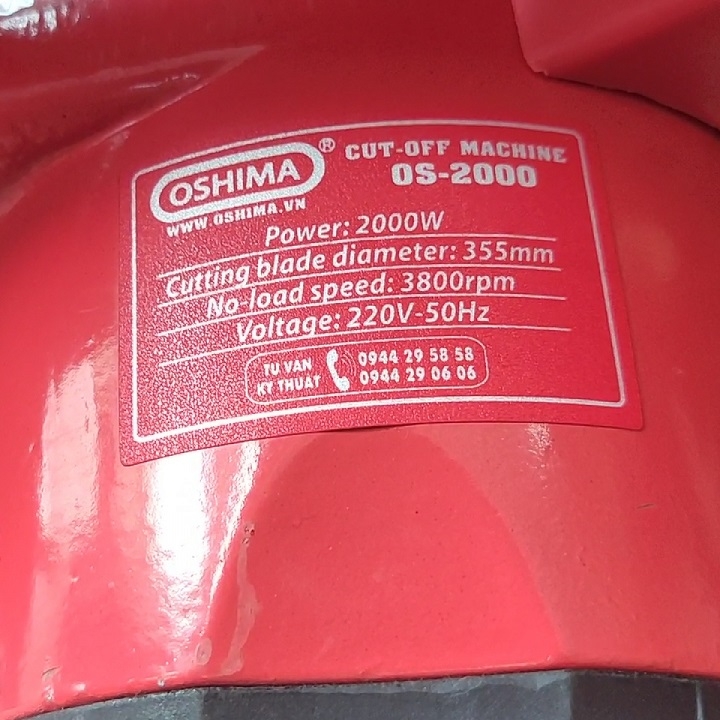 OSHIMA®
CUT-OFF MACHINE
OS-2000
WWW.OSHIMA.VN
Power: 2000W
Cutting blade diameter: 355mm
No-load speed: 3800rpm
Voltage: 220V-50Hz
TU VAN
KY THUAT
0944 29 58 58
0944 29 06 06